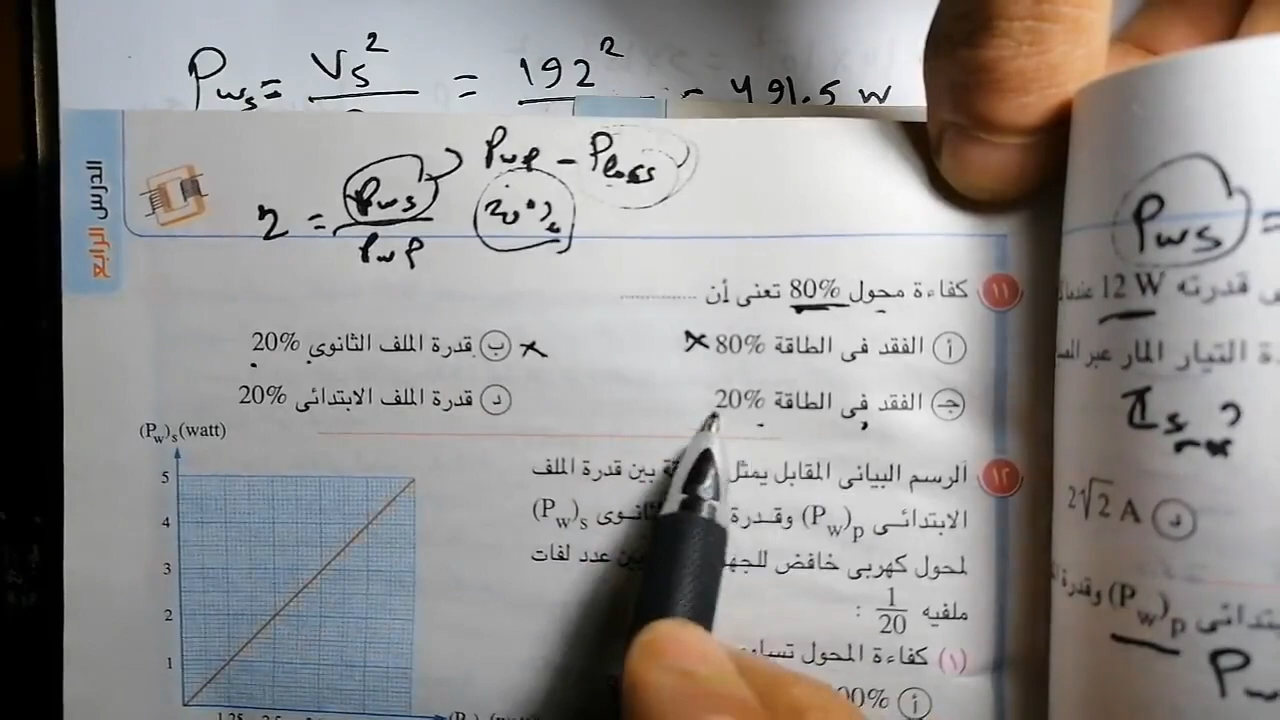 Pws = Vs² = 192² = 491.5 w
η = Pws / Pwp
Pwp - Ploss
20%
الدرس الرابع
١١ كفاءة محول 80% تعنى أن ............
أ الفقد فى الطاقة 80%
ب قدرة الملف الثانوى 20%
جـ الفقد فى الطاقة 20%
د قدرة الملف الابتدائى 20%
(Pw)s (watt)
5
4
3
2
1
١٢ الرسم البيانى المقابل يمثل بين قدرة الملف
الابتدائى (Pw)p وقدرة (Pw)s
لمحول كهربى خافض للجهد بين عدد لفات
ملفيه 1/20 :
(١) كفاءة المحول
أ
Pws =
قدرته 12 W
التيار المار عبر
Is
د 2√2 A
(Pw)p وقدرة